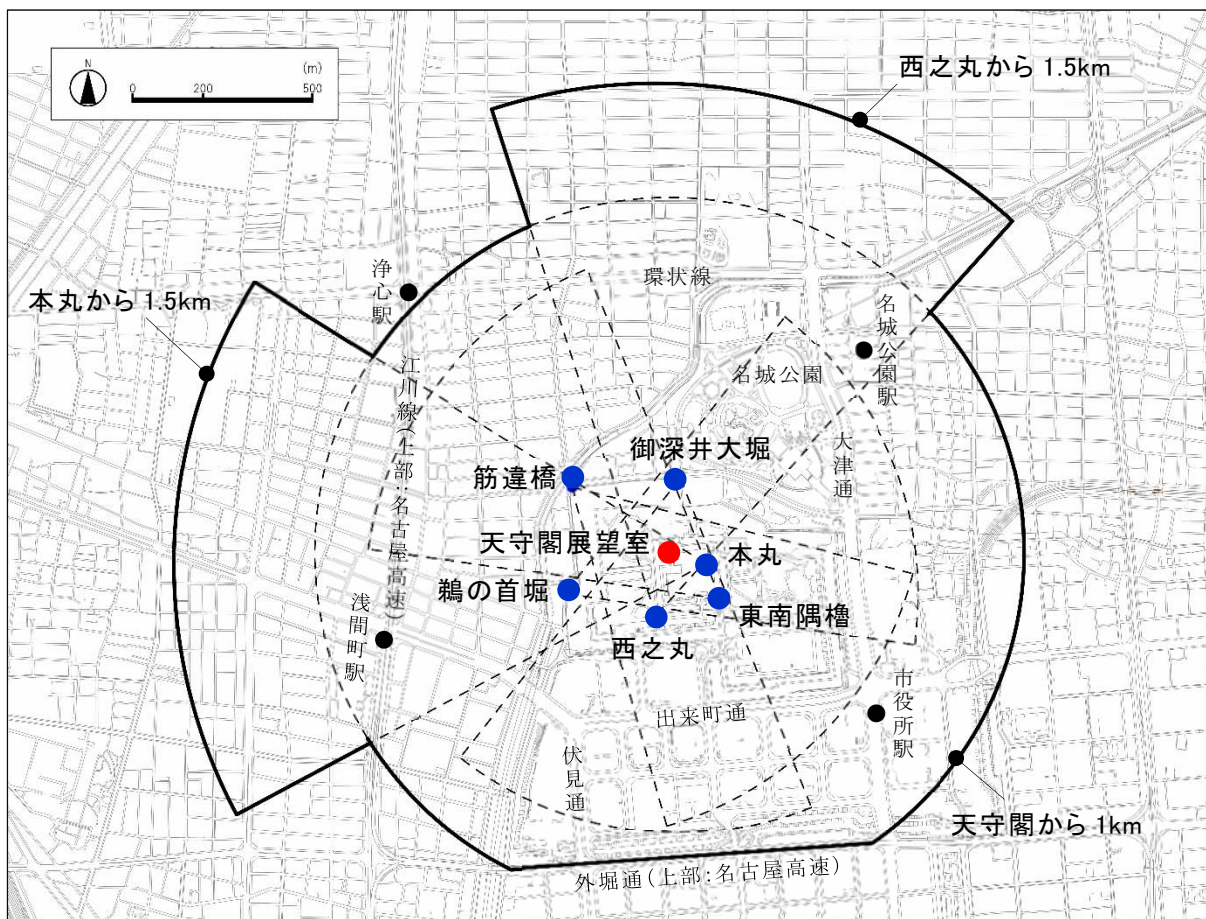 N
(m)
0 200 500
西之丸から1.5km
浄心駅
環状線
本丸から1.5km
名城公園駅
江川線(上部:名古屋高速)
名城公園
大津通
御深井大堀
筋違橋
天守閣展望室
本丸
鵜の首堀
東南隅櫓
浅間町駅
西之丸
市役所駅
出来町通
伏見通
天守閣から1km
外堀通(上部:名古屋高速)